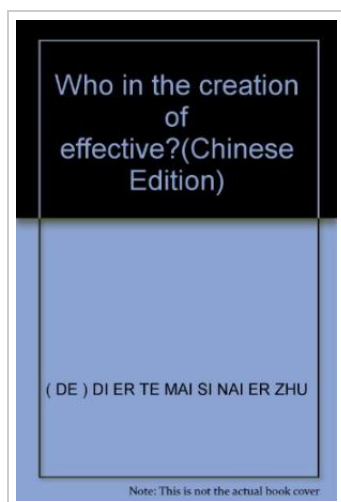 Who in the creation
of
effective?(Chinese
Edition)
( DE ) DI ER TE MAI SI NAI ER ZHU
Note: This is not the actual book cover